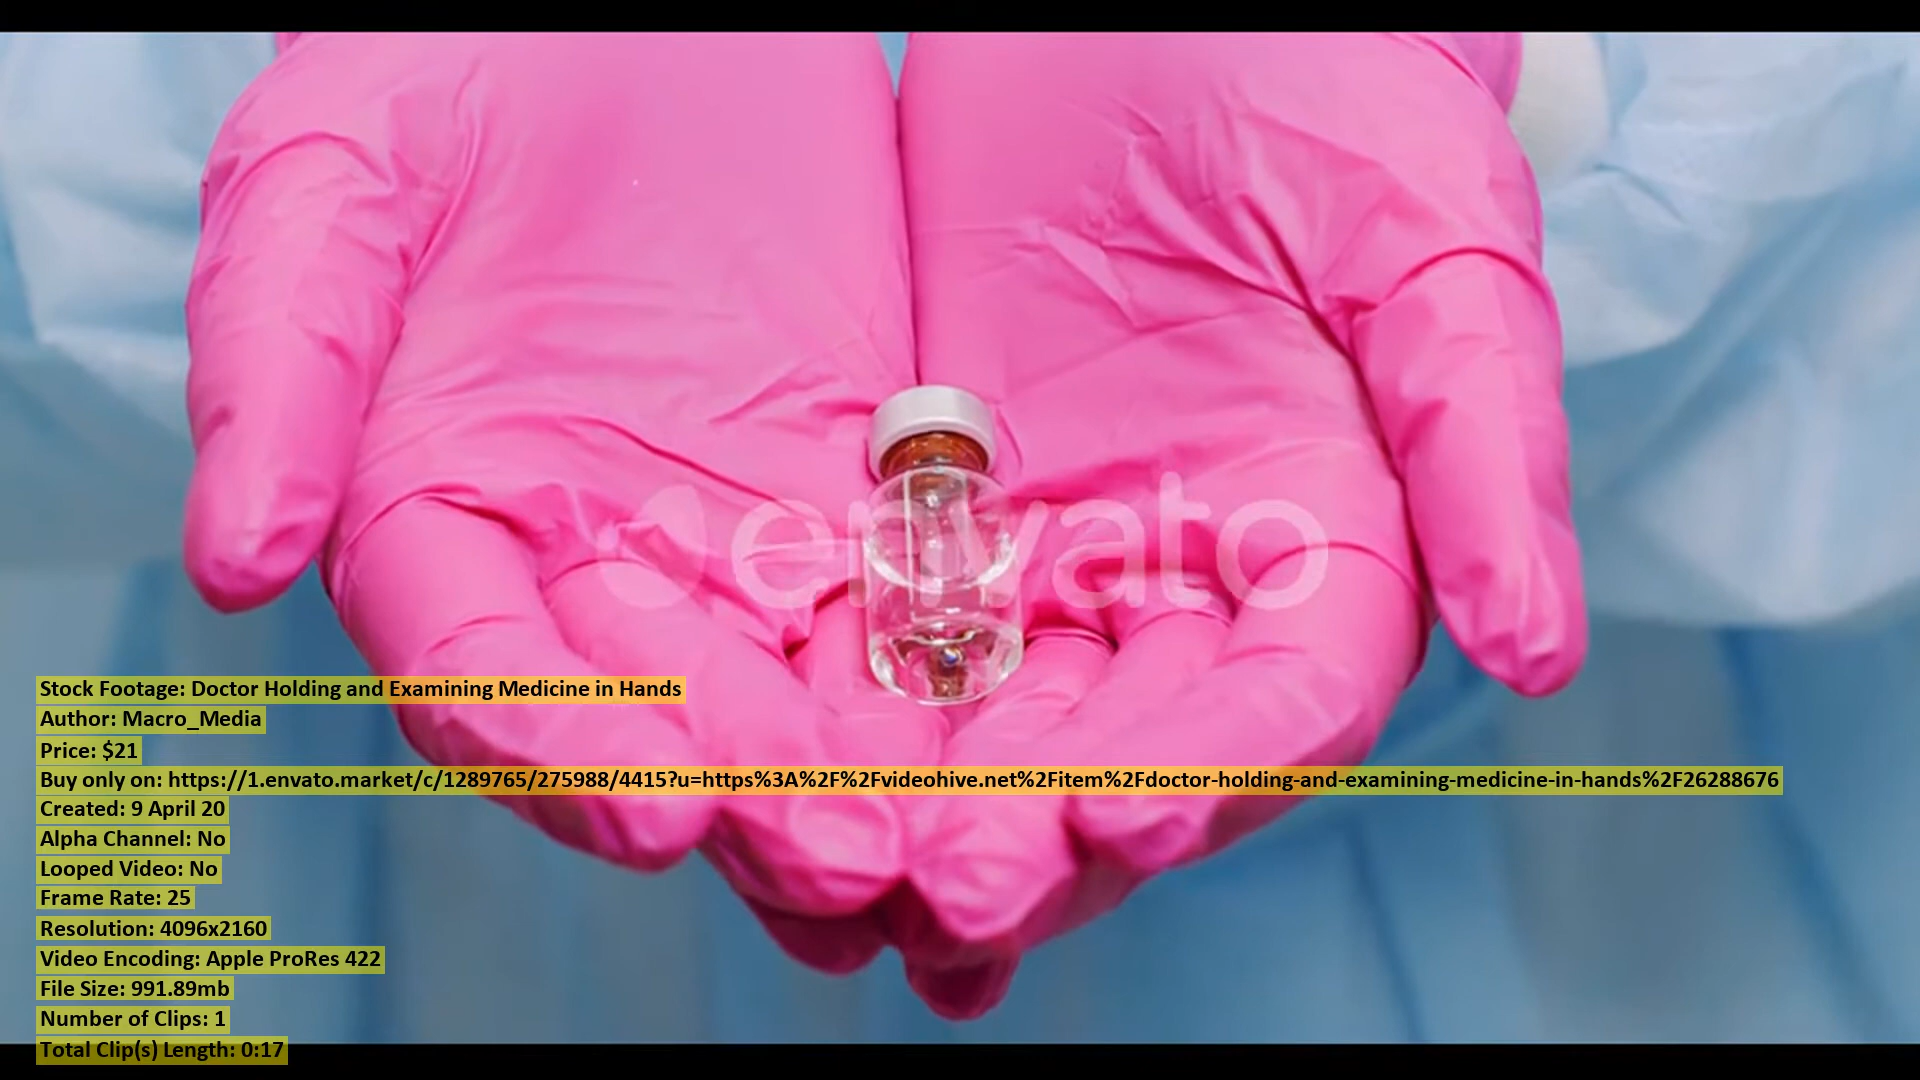 envato
Stock Footage: Doctor Holding and Examining Medicine in Hands
Author: Macro_Media
Price: $21
Buy only on: https://1.envato.market/c/1289765/275988/4415?u=https%3A%2F%2Fvideohive.net%2Fitem%2Fdoctor-holding-and-examining-medicine-in-hands%2F26288676
Created: 9 April 20
Alpha Channel: No
Looped Video: No
Frame Rate: 25
Resolution: 4096x2160
Video Encoding: Apple ProRes 422
File Size: 991.89mb
Number of Clips: 1
Total Clip(s) Length: 0:17